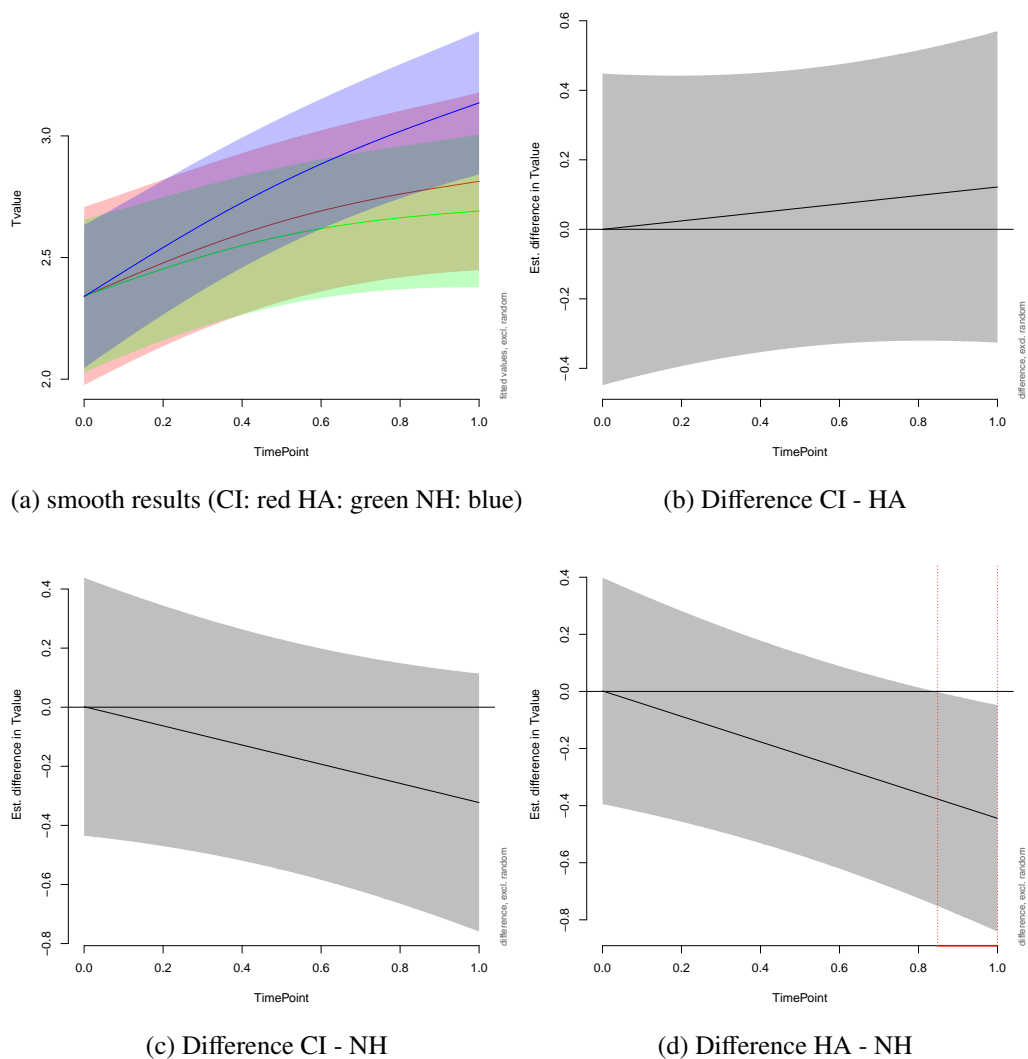 Tvalue
2.0 2.5 3.0
0.0 0.2 0.4 0.6 0.8 1.0
TimePoint
fitted values, excl. random
(a) smooth results (CI: red HA: green NH: blue)
Est. difference in Tvalue
−0.4 −0.2 0.0 0.2 0.4 0.6
0.0 0.2 0.4 0.6 0.8 1.0
TimePoint
difference, excl. random
(b) Difference CI - HA
Est. difference in Tvalue
−0.8 −0.6 −0.4 −0.2 0.0 0.2 0.4
0.0 0.2 0.4 0.6 0.8 1.0
TimePoint
difference, excl. random
(c) Difference CI - NH
Est. difference in Tvalue
−0.8 −0.6 −0.4 −0.2 0.0 0.2 0.4
0.0 0.2 0.4 0.6 0.8 1.0
TimePoint
difference, excl. random
(d) Difference HA - NH